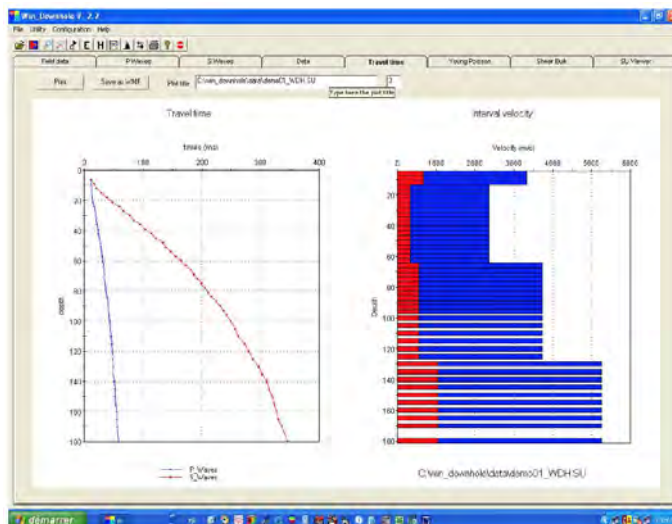 Win_Downhole V. 2.2
File Utility Configuration Help
Field data P Waves S Waves Data Travel time Young Poisson Shear Bulk SU Viewer
Print Save as WMF Plot title C:\win_downhole\data\demo01_WDH.SU
Type here the plot title
Travel time
times (ms)
0 100 200 300 400
0
20
40
60
80
100
120
140
160
180
depth
P_Waves
S_Waves
Interval velocity
Velocity (m/s)
0 1000 2000 3000 4000 5000 6000
20
40
60
80
100
120
140
160
180
Depth
C:\win_downhole\data\demo01_WDH.SU
démarrer